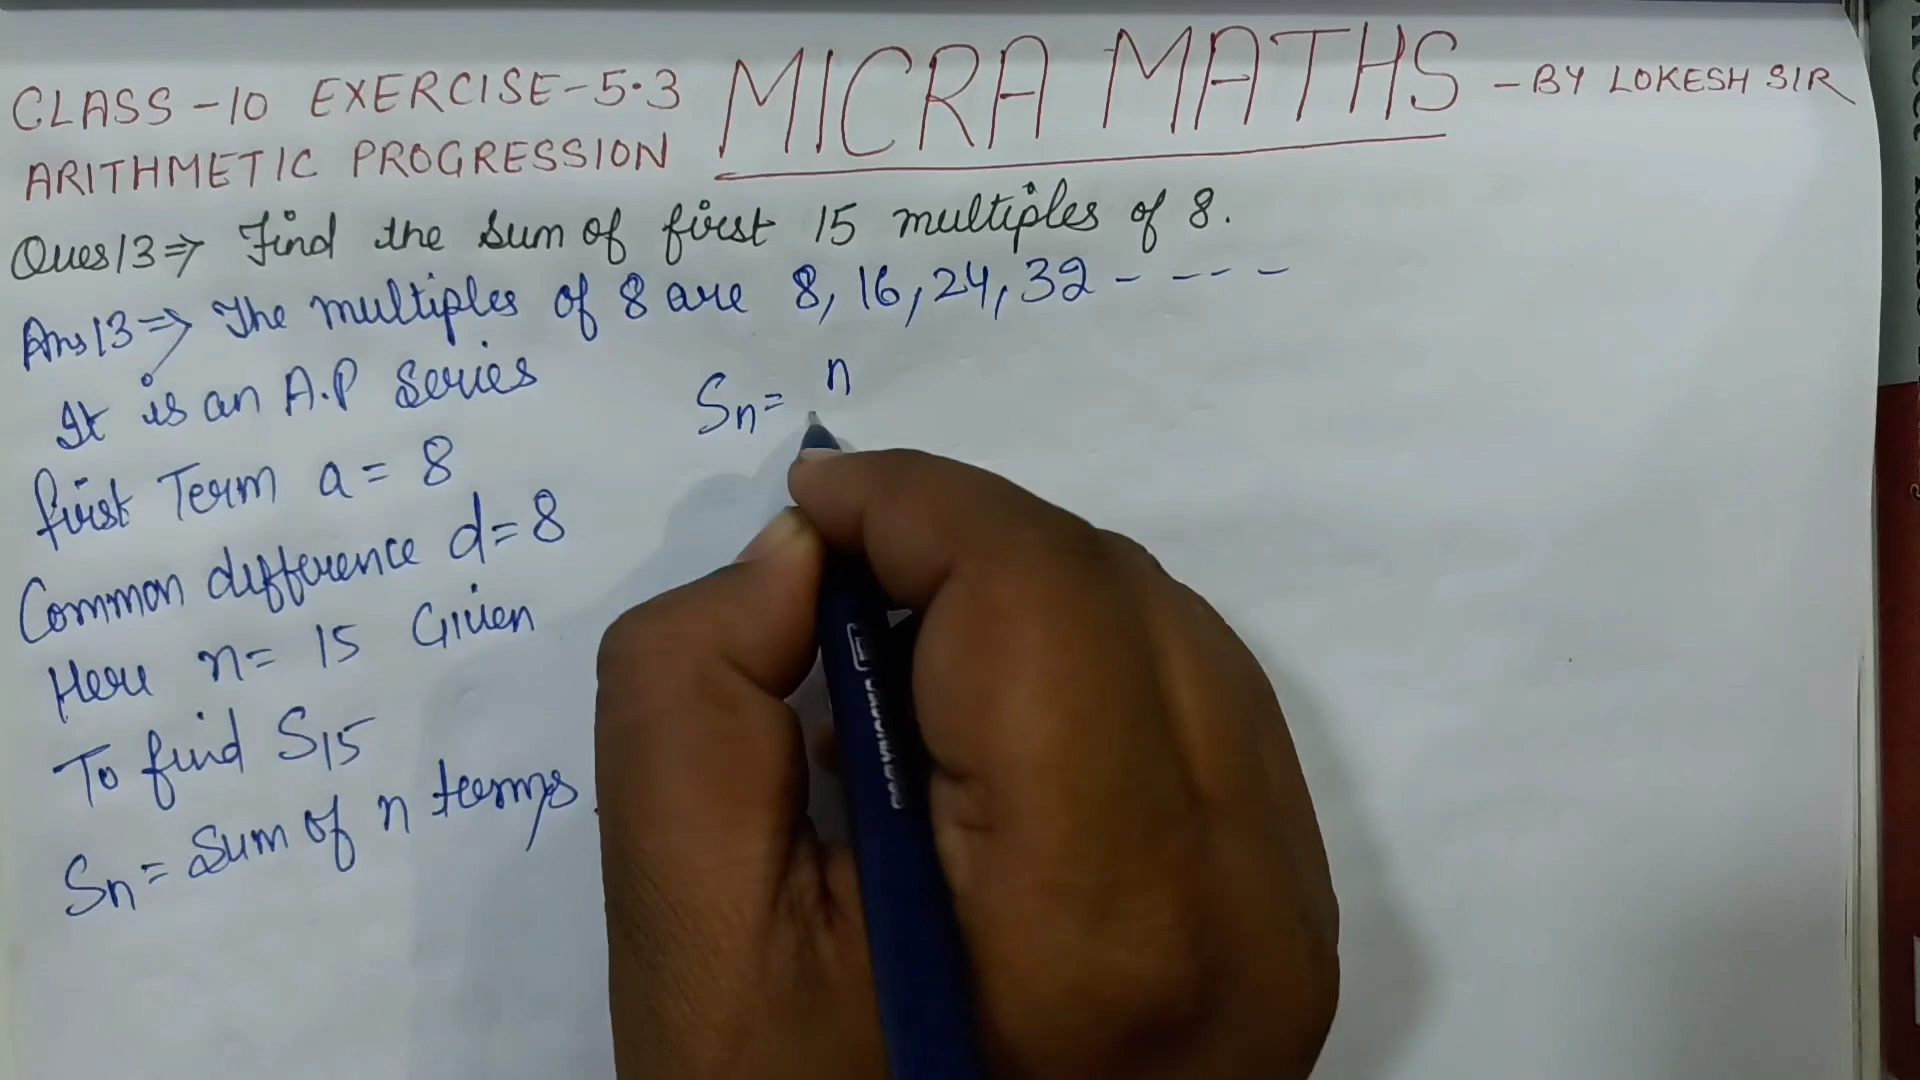 CLASS-10 EXERCISE-5.3 MICRA MATHS - BY LOKESH SIR
ARITHMETIC PROGRESSION
Ques13⇒ Find the sum of first 15 multiples of 8.
Ans13⇒ The multiples of 8 are 8, 16, 24, 32 - - - -
It is an A.P Series
first Term a = 8
Common difference d = 8
Here n = 15 Given
To find S15
Sn = Sum of n terms
Sn = n